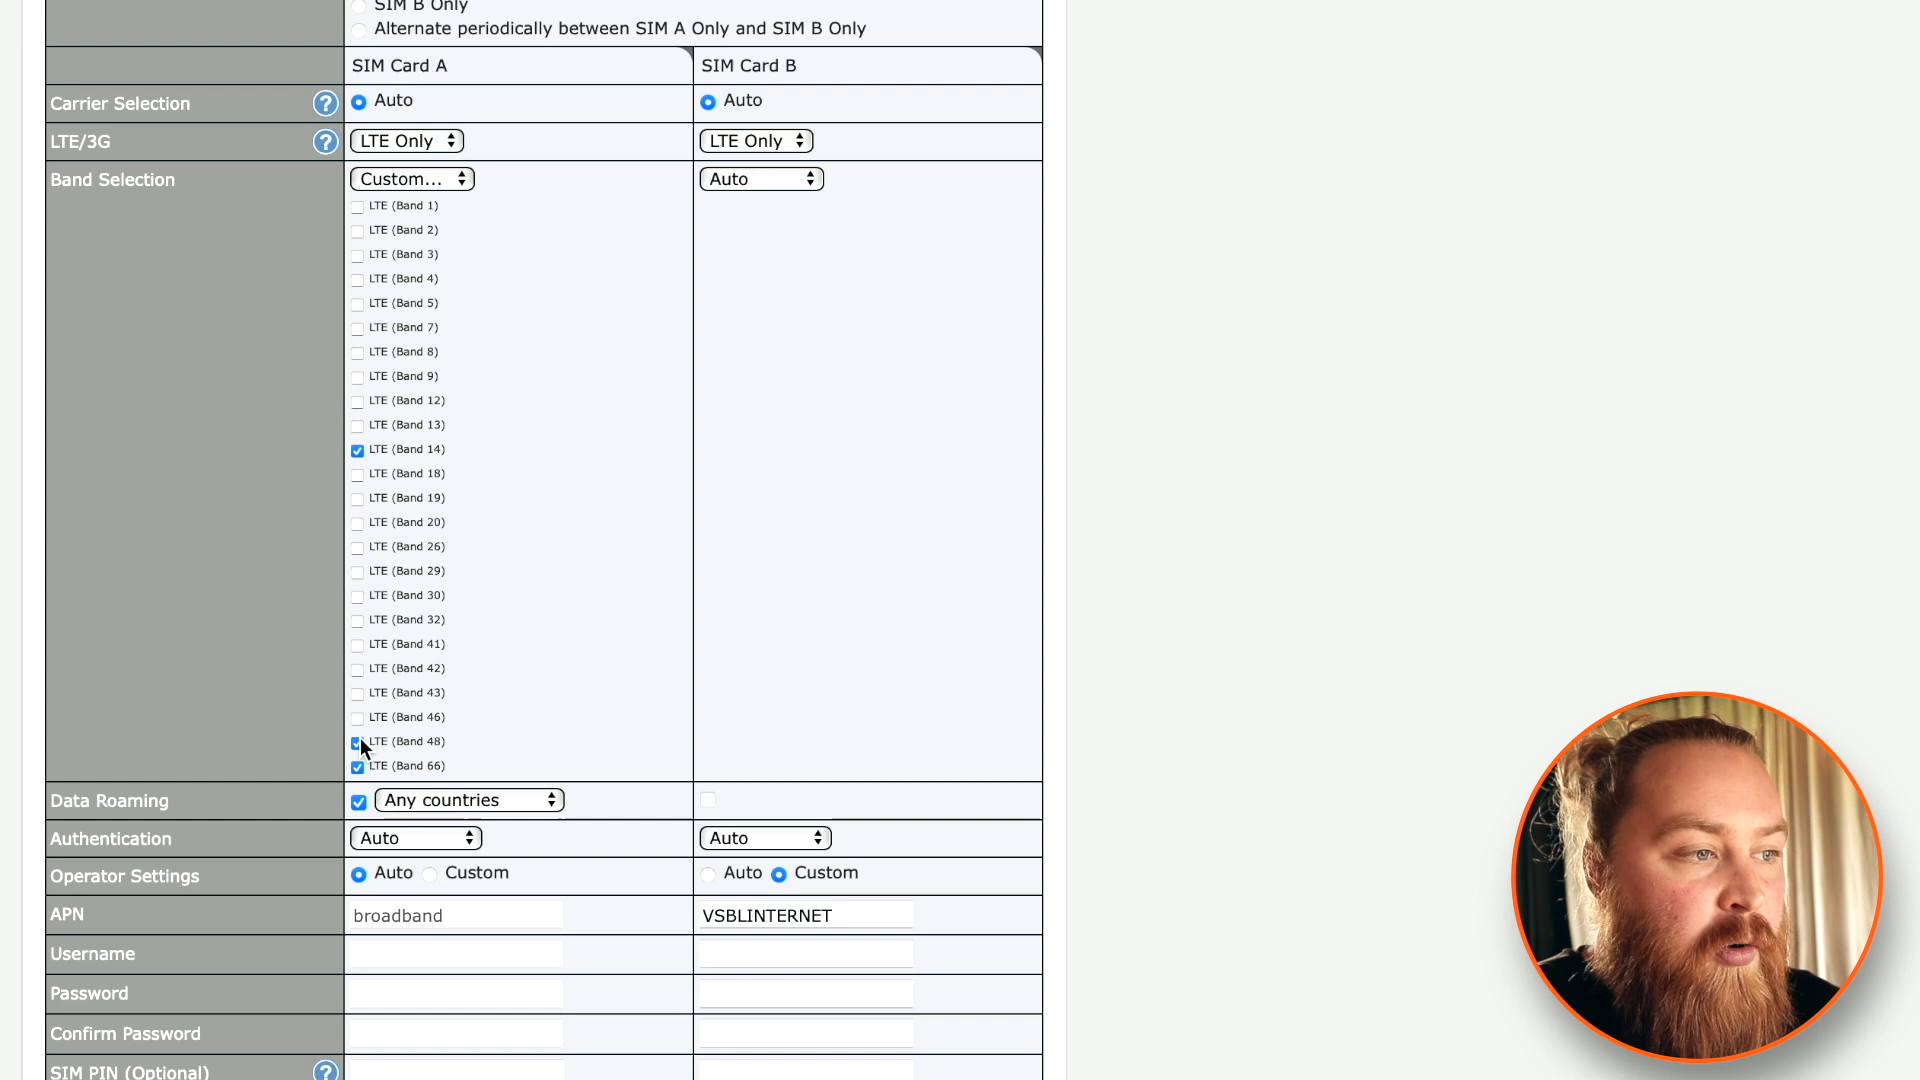 SIM B Only
Alternate periodically between SIM A Only and SIM B Only
SIM Card A SIM Card B
Carrier Selection ? Auto Auto
LTE/3G ? LTE Only LTE Only
Band Selection Custom... Auto
LTE (Band 1)
LTE (Band 2)
LTE (Band 3)
LTE (Band 4)
LTE (Band 5)
LTE (Band 7)
LTE (Band 8)
LTE (Band 9)
LTE (Band 12)
LTE (Band 13)
LTE (Band 14)
LTE (Band 18)
LTE (Band 19)
LTE (Band 20)
LTE (Band 26)
LTE (Band 29)
LTE (Band 30)
LTE (Band 32)
LTE (Band 41)
LTE (Band 42)
LTE (Band 43)
LTE (Band 46)
LTE (Band 48)
LTE (Band 66)
Data Roaming Any countries
Authentication Auto Auto
Operator Settings Auto Custom Auto Custom
APN broadband VSBLINTERNET
Username
Password
Confirm Password
SIM PIN (Optional) ?